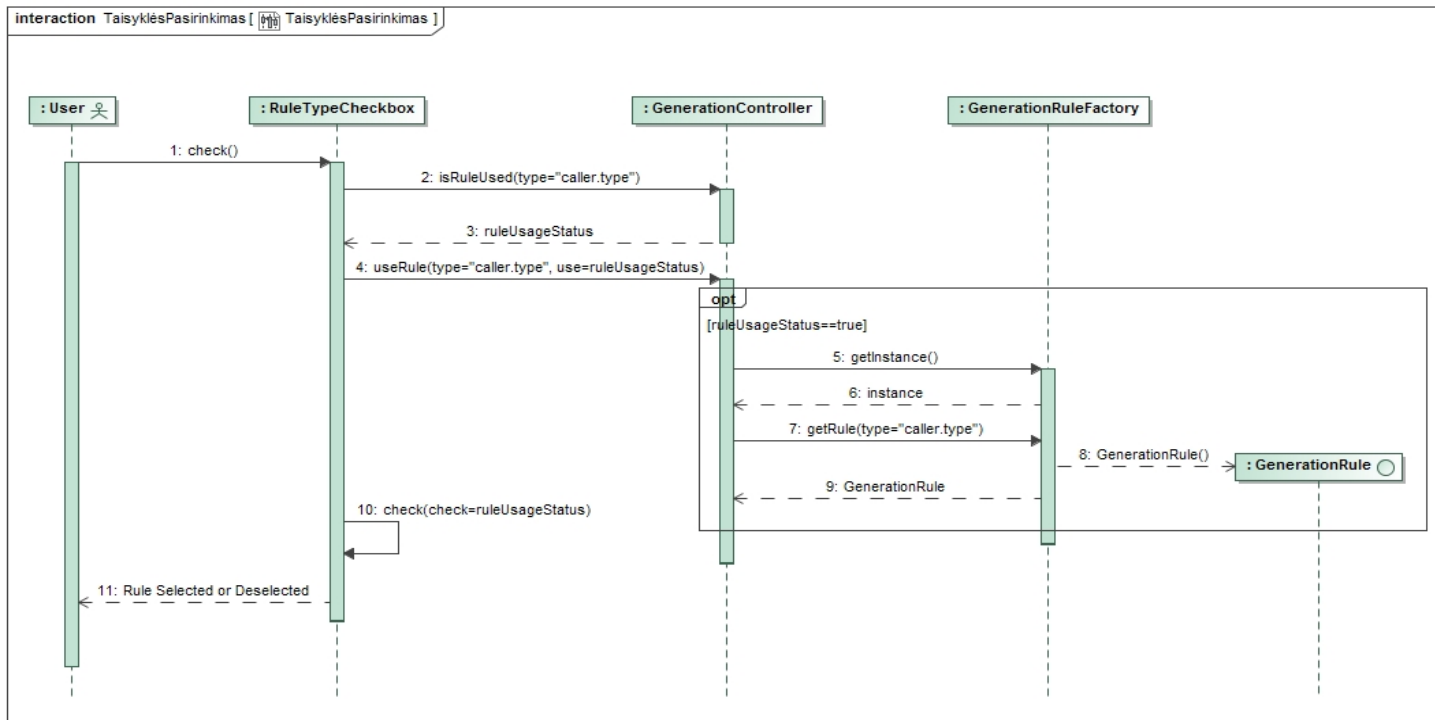 interaction TaisyklėsPasirinkimas [ TaisyklėsPasirinkimas ]
: User
: RuleTypeCheckbox
: GenerationController
: GenerationRuleFactory
1: check()
2: isRuleUsed(type="caller.type")
3: ruleUsageStatus
4: useRule(type="caller.type", use=ruleUsageStatus)
opt
[ruleUsageStatus==true]
5: getInstance()
6: instance
7: getRule(type="caller.type")
8: GenerationRule()
: GenerationRule
9: GenerationRule
10: check(check=ruleUsageStatus)
11: Rule Selected or Deselected